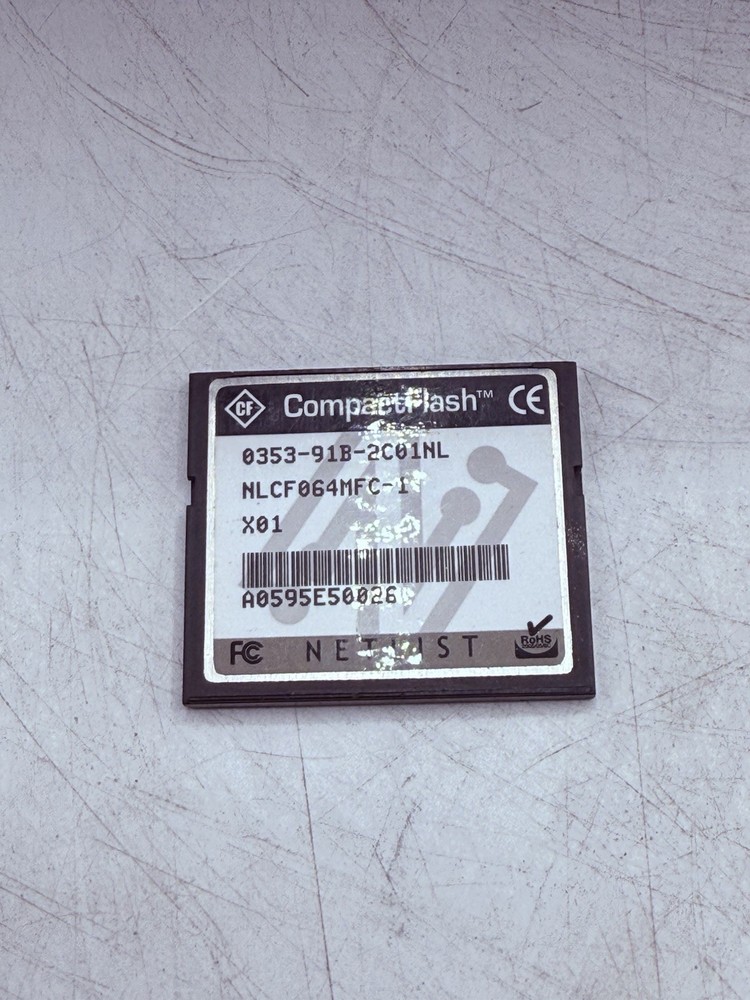 CF CompactFlash™ CE
0353-91B-2C01NL
NLCF064MFC-1
X01
A0595E50026
FC NETLIST RoHS